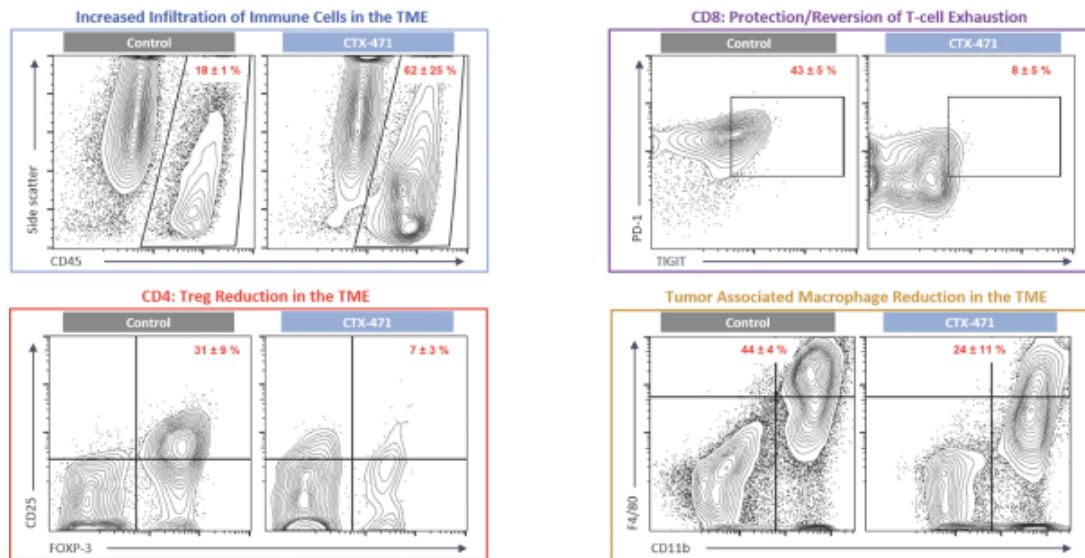 Increased Infiltration of Immune Cells in the TME
Control
CTX-471
18 ± 1 %
62 ± 25 %
Side scatter
CD45
CD8: Protection/Reversion of T-cell Exhaustion
Control
CTX-471
43 ± 5 %
8 ± 5 %
PD-1
TIGIT
CD4: Treg Reduction in the TME
Control
CTX-471
31 ± 9 %
7 ± 3 %
CD25
FOXP-3
Tumor Associated Macrophage Reduction in the TME
Control
CTX-471
44 ± 4 %
24 ± 11 %
F4/80
CD11b